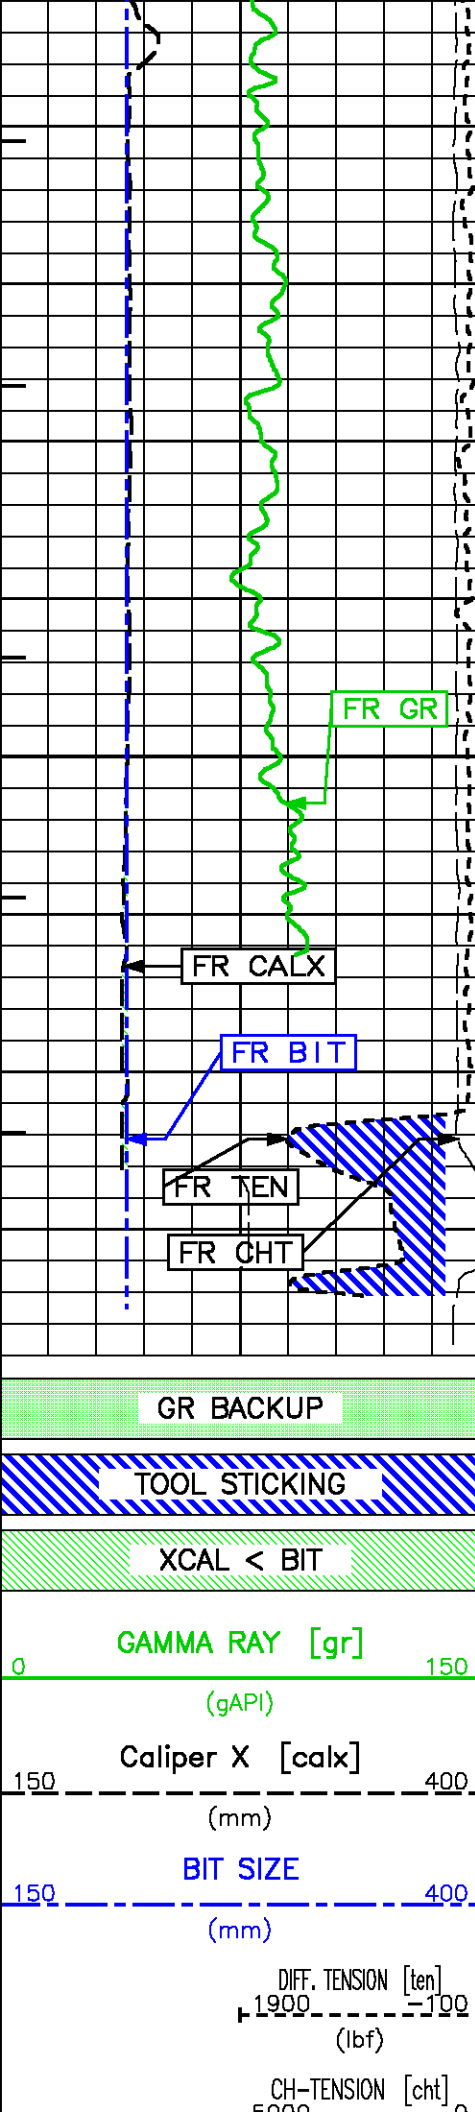 FR GR
FR CALX
FR BIT
FR TEN
FR CHT
GR BACKUP
TOOL STICKING
XCAL < BIT
GAMMA RAY [gr]
0 150
(gAPI)
Caliper X [calx]
150 400
(mm)
BIT SIZE
150 400
(mm)
DIFF. TENSION [ten]
1900 -100
(lbf)
CH-TENSION [cht]
5000 0